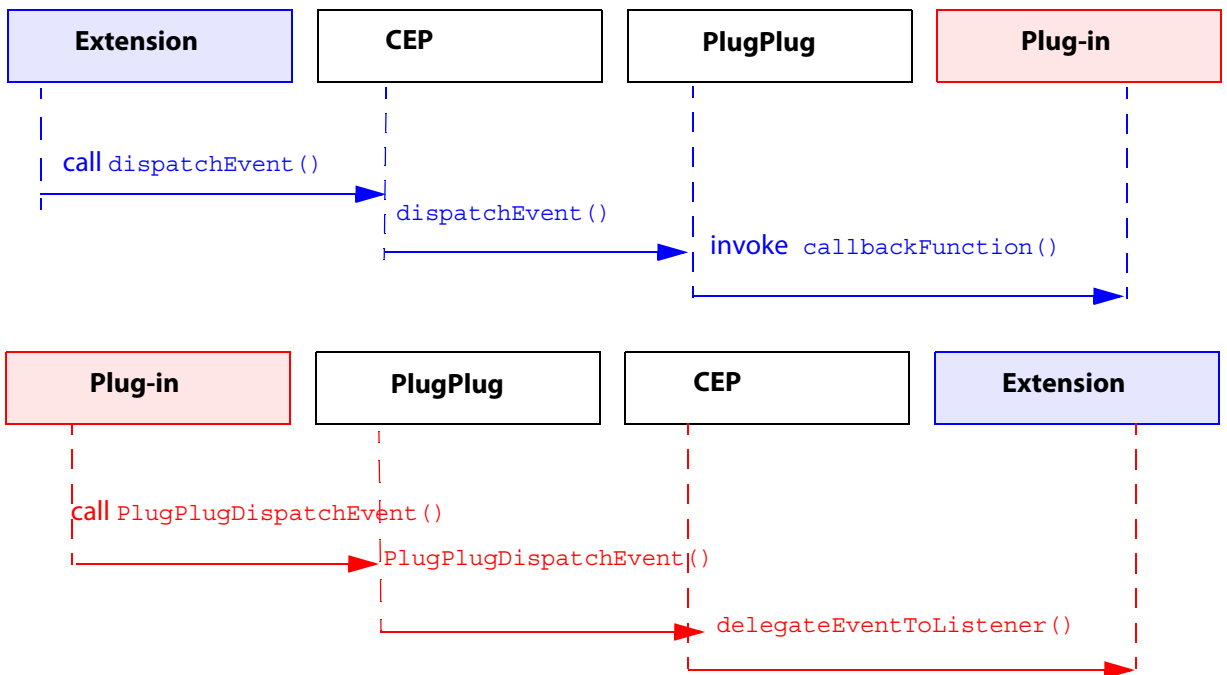 Extension
CEP
PlugPlug
Plug-in
call dispatchEvent()
dispatchEvent()
invoke callbackFunction()
Plug-in
PlugPlug
CEP
Extension
call PlugPlugDispatchEvent()
PlugPlugDispatchEvent()
delegateEventToListener()